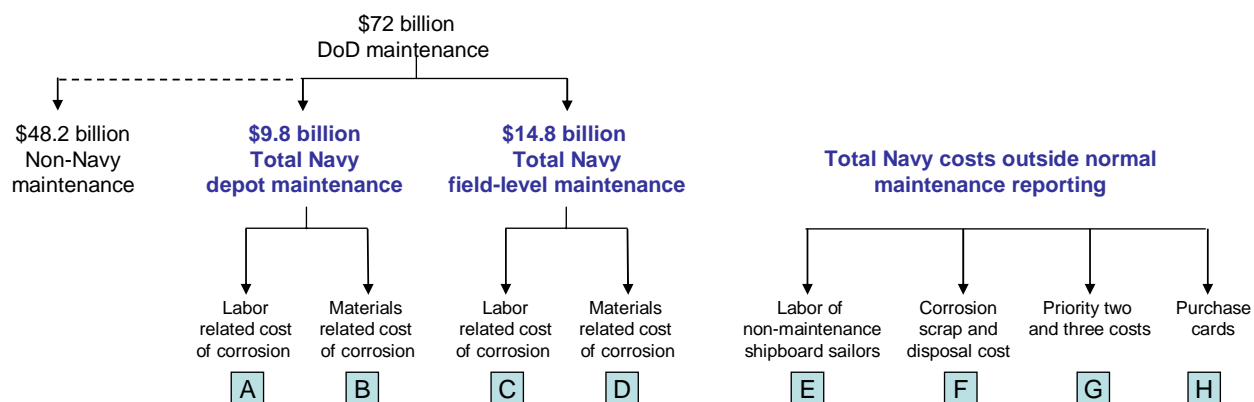 $72 billion
DoD maintenance
$48.2 billion
Non-Navy
maintenance
$9.8 billion
Total Navy
depot maintenance
$14.8 billion
Total Navy
field-level maintenance
Total Navy costs outside normal
maintenance reporting
Labor
related cost
of corrosion
Materials
related cost
of corrosion
Labor
related cost
of corrosion
Materials
related cost
of corrosion
Labor of
non-maintenance
shipboard sailors
Corrosion
scrap and
disposal cost
Priority two
and three costs
Purchase
cards
A
B
C
D
E
F
G
H